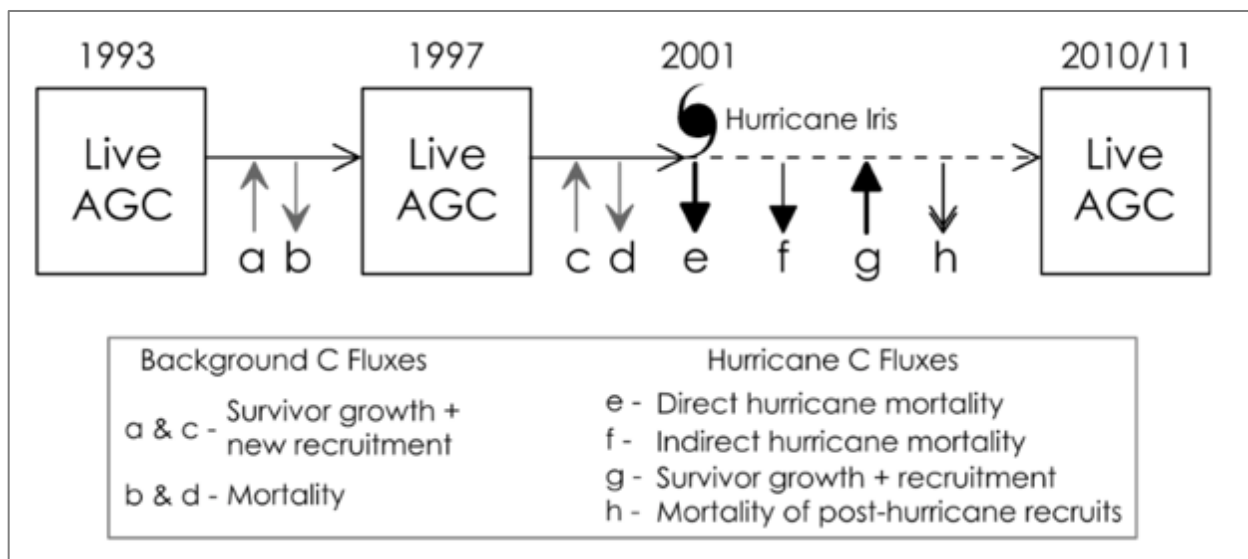 1993 1997 2001 2010/11
Live AGC
Live AGC
Hurricane Iris
Live AGC
a b c d e f g h
Background C Fluxes
a & c - Survivor growth +
new recruitment
b & d - Mortality
Hurricane C Fluxes
e - Direct hurricane mortality
f - Indirect hurricane mortality
g - Survivor growth + recruitment
h - Mortality of post-hurricane recruits